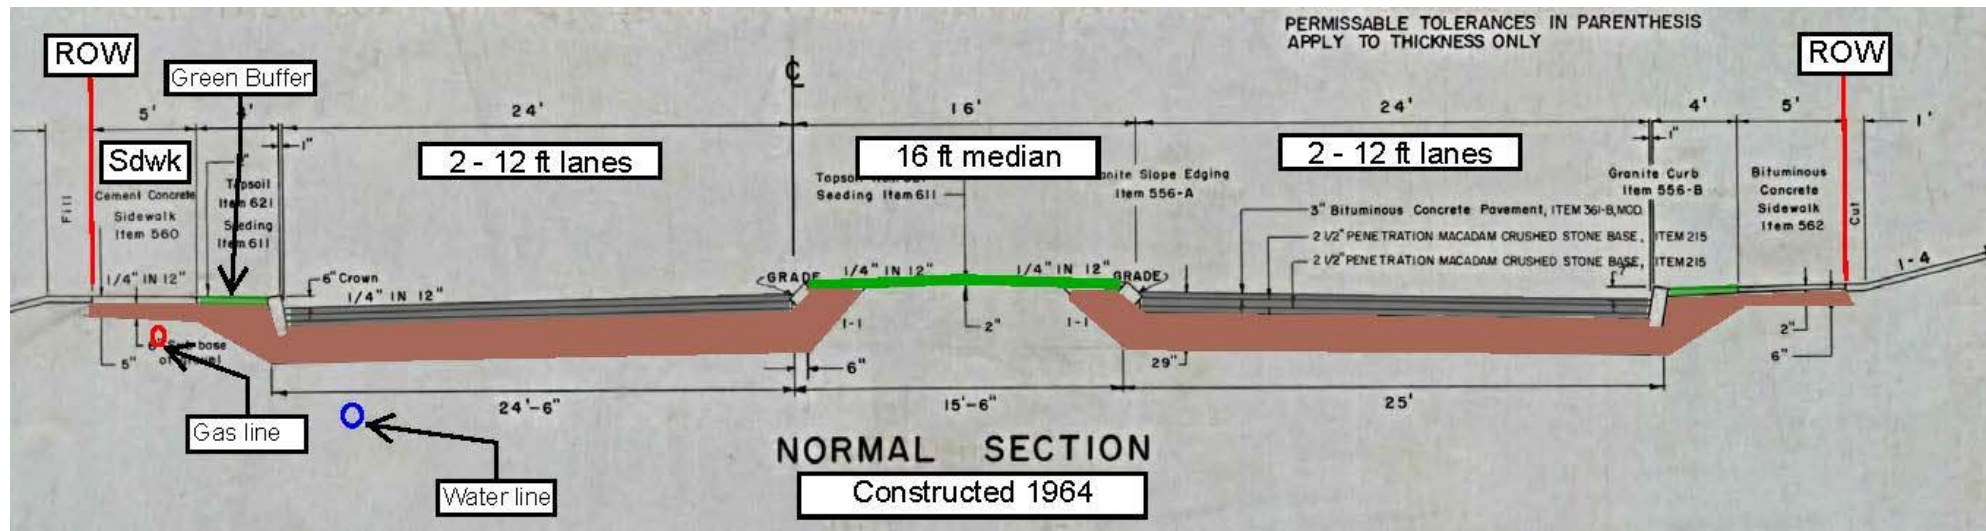 PERMISSABLE TOLERANCES IN PARENTHESIS
APPLY TO THICKNESS ONLY
ROW
ROW
Green Buffer
℄
5'
4'
24'
16'
24'
4'
5'
1'
1"
1"
Sdwk
2 - 12 ft lanes
16 ft median
2 - 12 ft lanes
Cement Concrete
Sidewalk
Item 560
Topsoil
Item 621
Seeding
Item 611
Fill
Seeding Item 611
Granite Slope Edging
Item 556-A
Granite Curb
Item 556-B
Bituminous
Concrete
Sidewalk
Item 562
Cut
3" Bituminous Concrete Pavement, ITEM 361-B, MOD.
2 1/2" PENETRATION MACADAM CRUSHED STONE BASE, ITEM 215
2 1/2" PENETRATION MACADAM CRUSHED STONE BASE, ITEM 215
1/4" IN 12"
6" Crown
1/4" IN 12"
GRADE
1/4" IN 12"
1/4" IN 12"
GRADE
7"
1-4
1-1
2"
1-1
5"
6"
29"
2"
6"
24'-6"
15'-6"
25'
Gas line
Water line
NORMAL SECTION
Constructed 1964